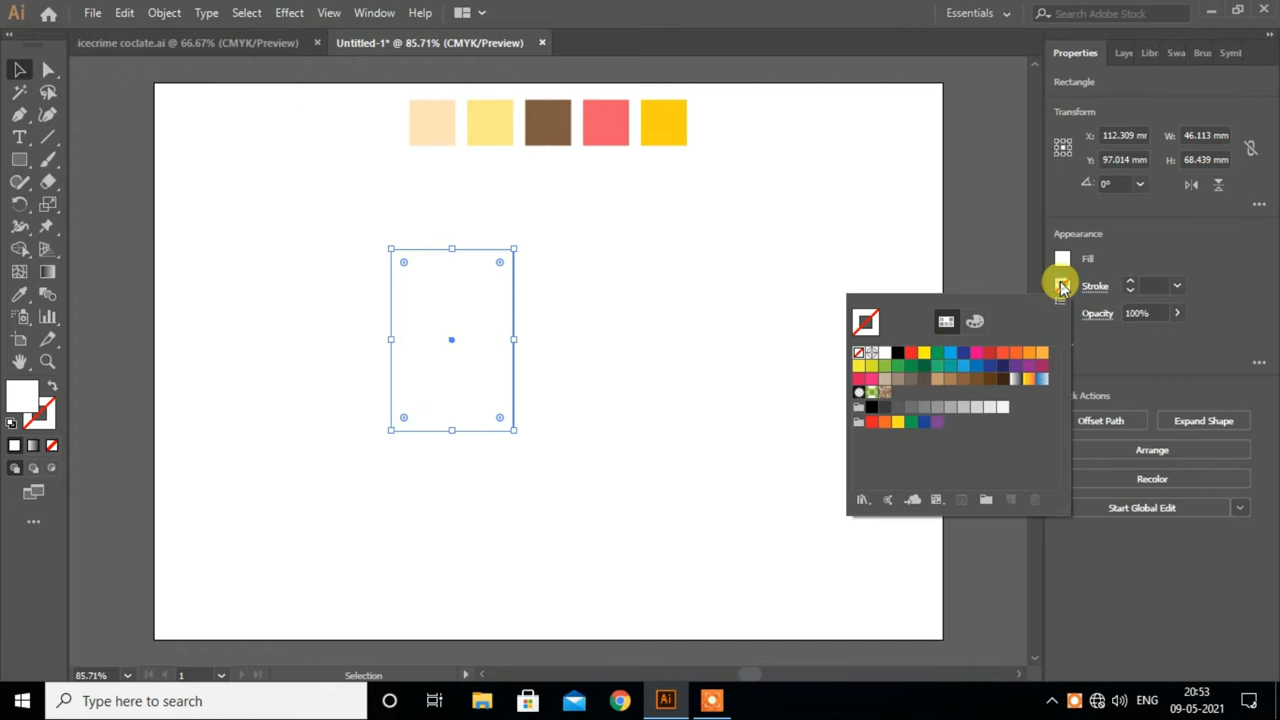 Ai File Edit Object Type Select Effect View Window Help Essentials Search Adobe Stock
icecrime coclate.ai @ 66.67% (CMYK/Preview) × Untitled-1* @ 85.71% (CMYK/Preview) ×
Properties Laye Libr Swa Brus Symb
Rectangle
Transform
X: 112.309 mr W: 46.113 mm
Y: 97.014 mm H: 68.439 mm
0°
Appearance
Fill
Stroke
Opacity 100%
k Actions
Offset Path Expand Shape
Arrange
Recolor
Start Global Edit
85.71% 1 Selection
Type here to search Ai ENG 20:53
09-05-2021